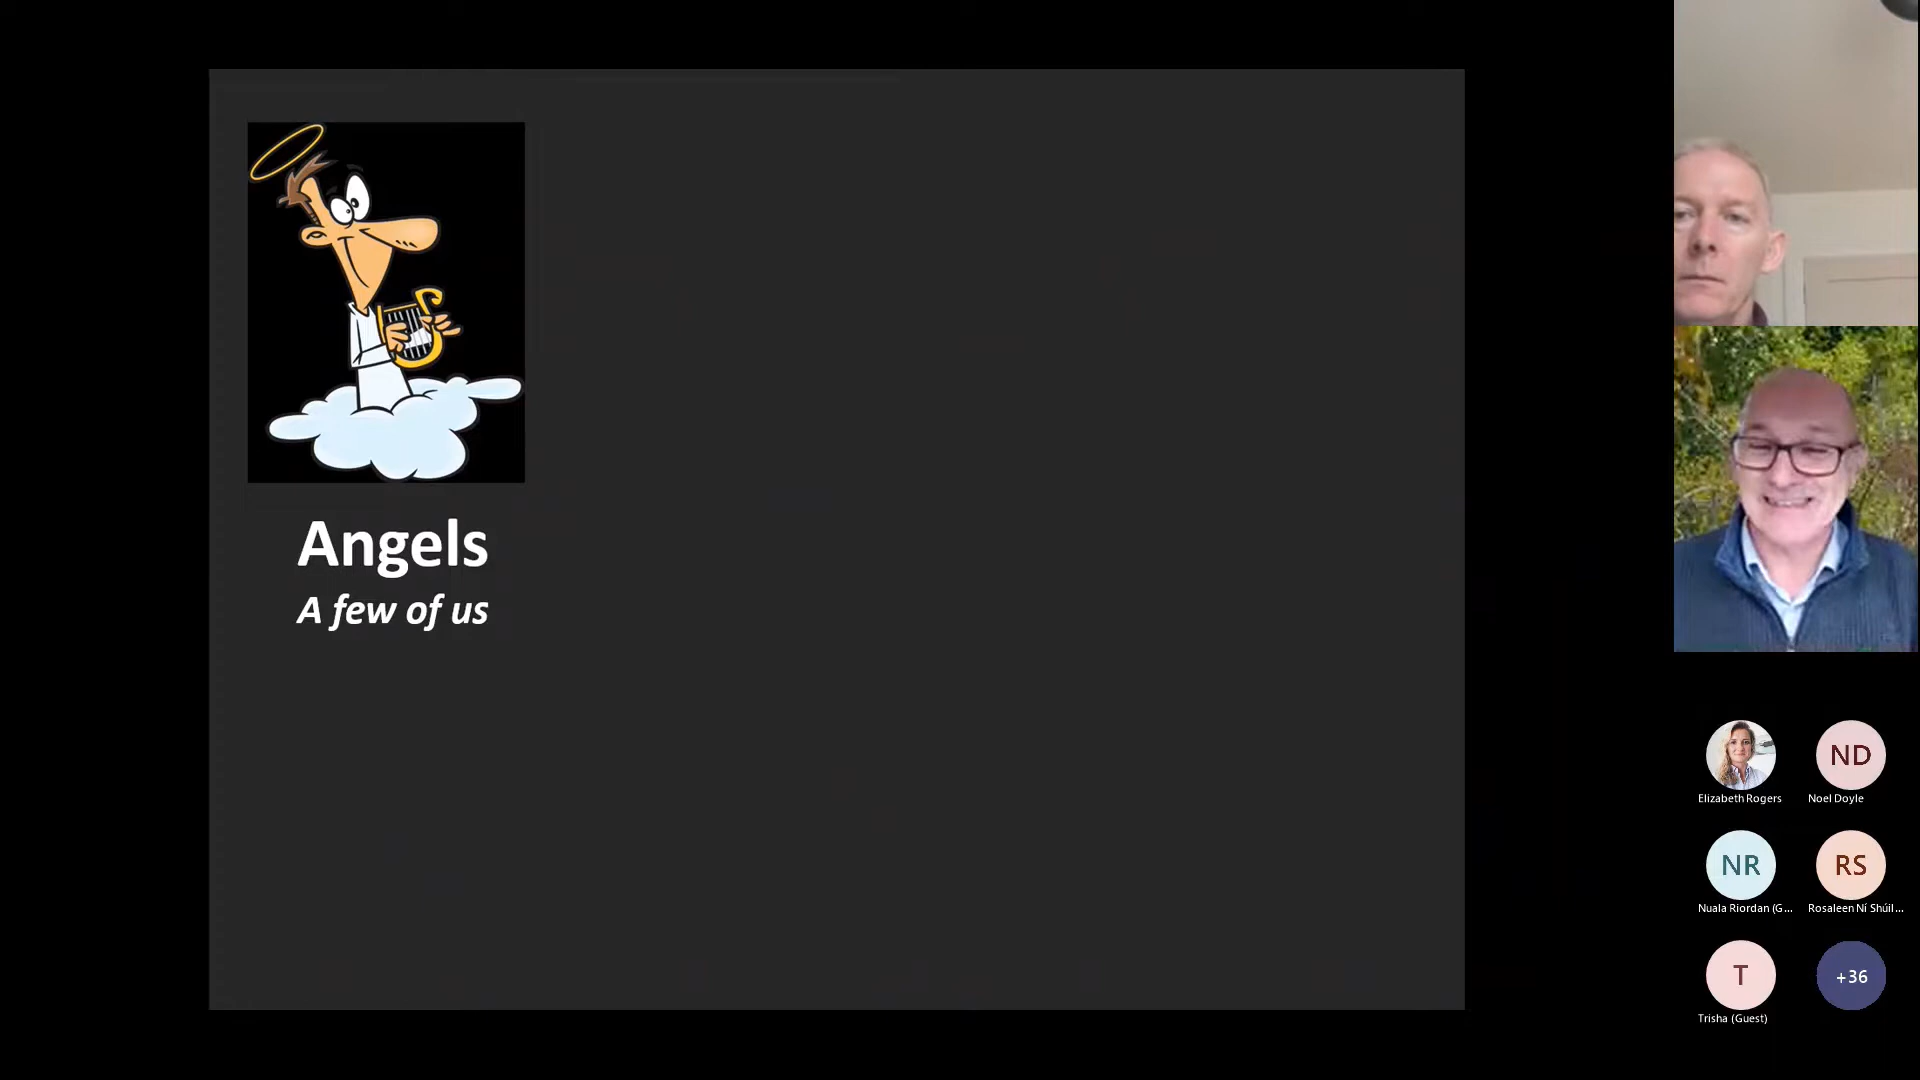 Angels
A few of us
ND
Elizabeth Rogers
Noel Doyle
NR
RS
Nuala Riordan (G...
Rosaleen Ní Shúil...
T
+36
Trisha (Guest)